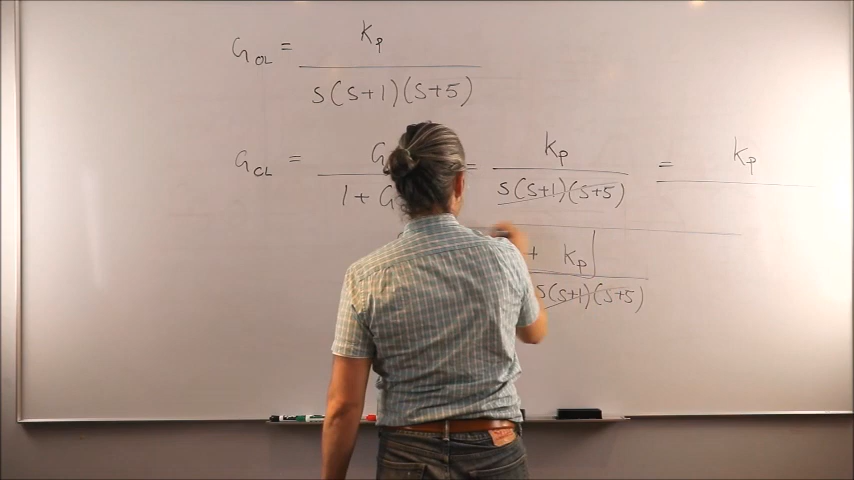 G_OL = K_p
s(s+1)(s+5)
G_CL = G = K_p = K_p
1 + G s(s+1)(s+5)
+ K_p
s(s+1)(s+5)